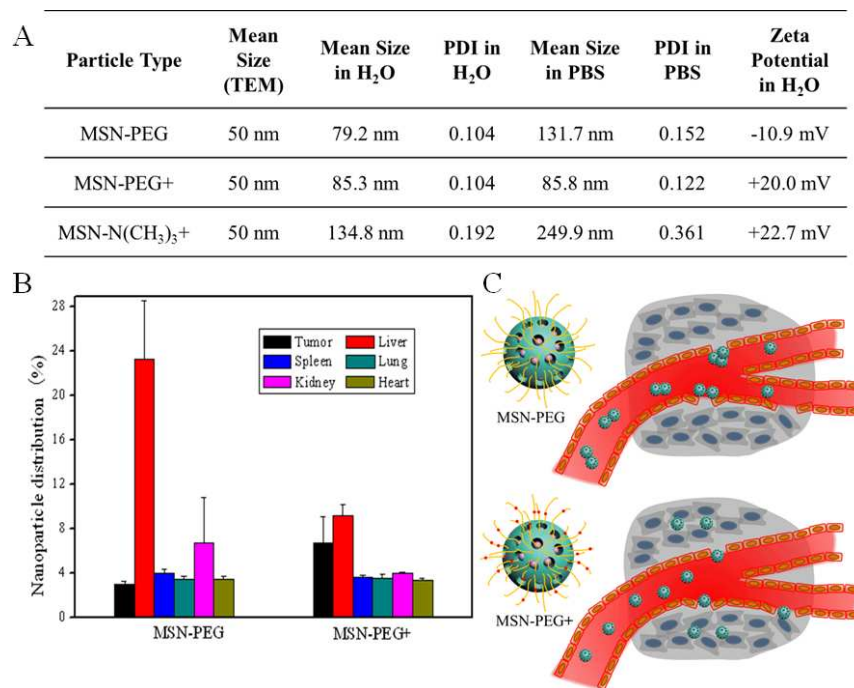 A
Particle Type Mean Size (TEM) Mean Size in H₂O PDI in H₂O Mean Size in PBS PDI in PBS Zeta Potential in H₂O
MSN-PEG 50 nm 79.2 nm 0.104 131.7 nm 0.152 -10.9 mV
MSN-PEG+ 50 nm 85.3 nm 0.104 85.8 nm 0.122 +20.0 mV
MSN-N(CH₃)₃+ 50 nm 134.8 nm 0.192 249.9 nm 0.361 +22.7 mV
B
Nanoparticle distribution (%)
28
24
20
16
12
8
4
0
Tumor Liver
Spleen Lung
Kidney Heart
MSN-PEG MSN-PEG+
C
MSN-PEG
MSN-PEG+